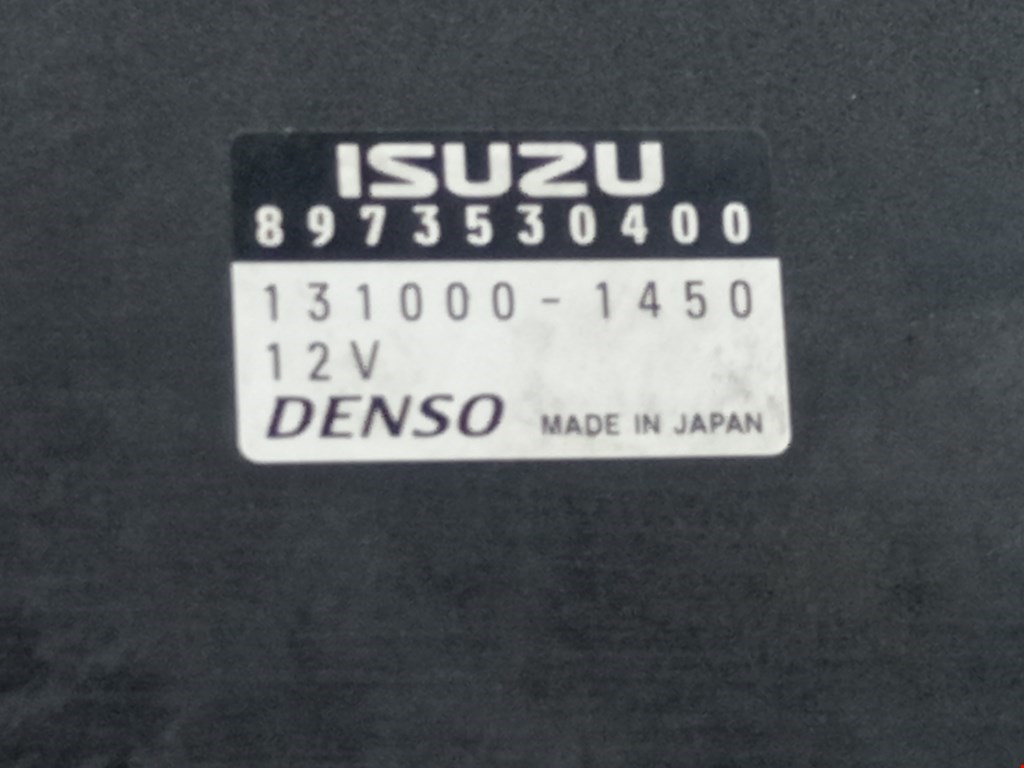 ISUZU
8973530400
131000-1450
12V
DENSO MADE IN JAPAN